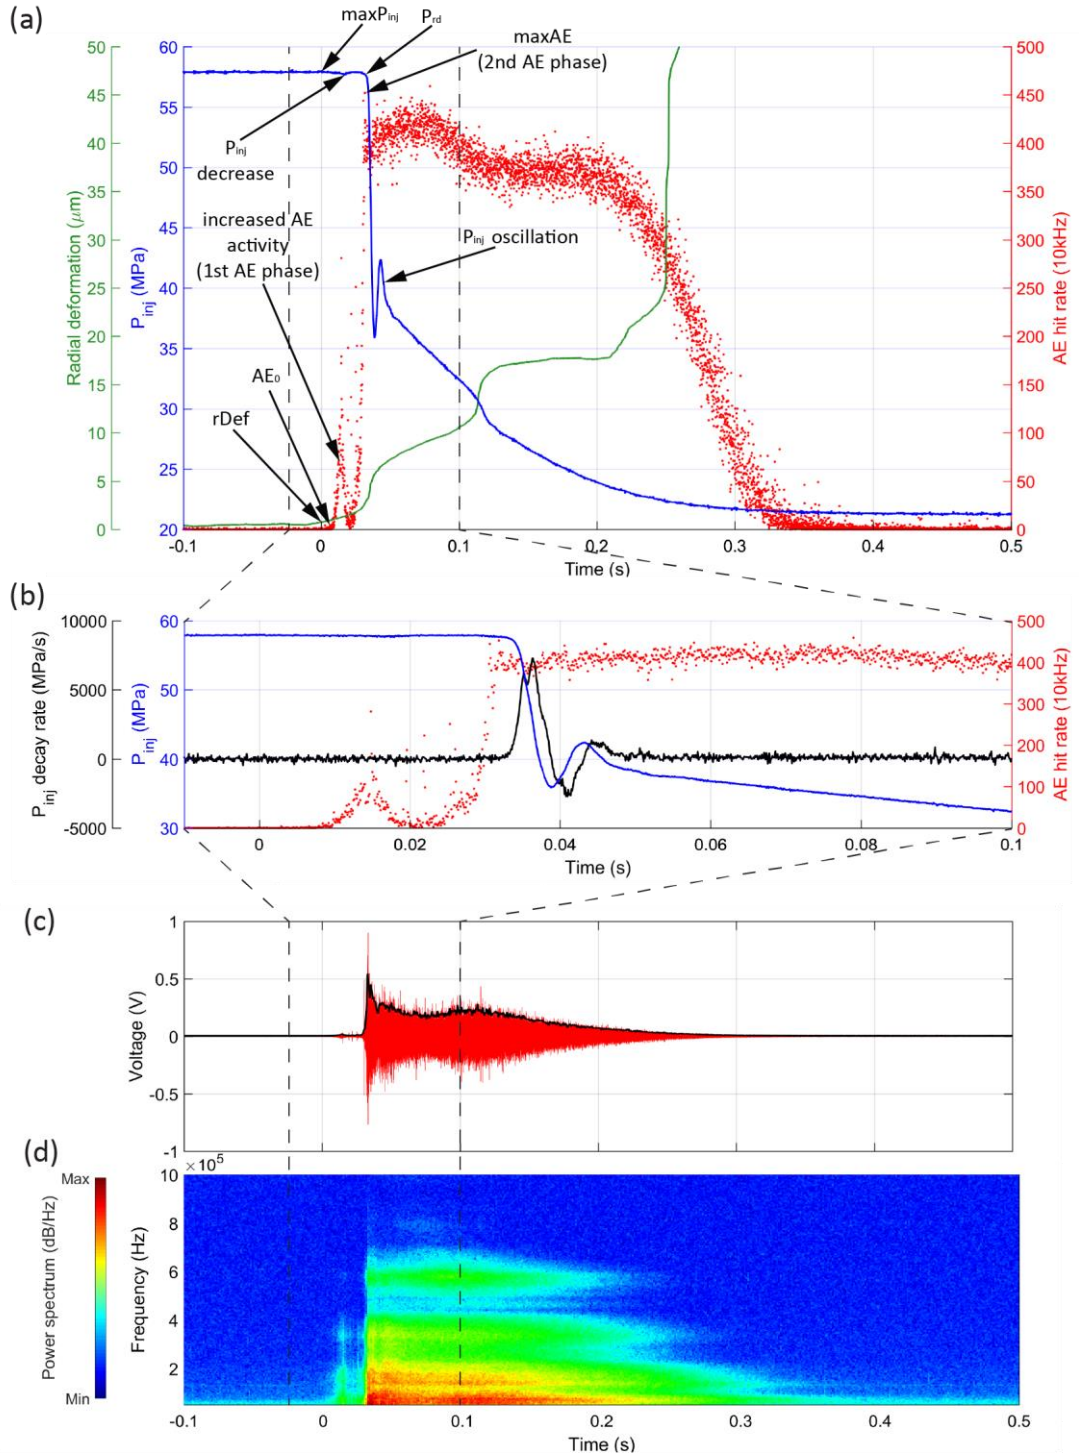 (a)
maxPinj
Prd
maxAE
(2nd AE phase)
Pinj
decrease
increased AE
activity
(1st AE phase)
Pinj oscillation
AE0
rDef
Radial deformation (μm)
50
45
40
35
30
25
20
15
10
5
0
Pinj (MPa)
60
55
50
45
40
35
30
25
20
AE hit rate (10kHz)
500
450
400
350
300
250
200
150
100
50
0
-0.1 0 0.1 0.2 0.3 0.4 0.5
Time (s)
(b)
Pinj decay rate (MPa/s)
10000
5000
0
-5000
Pinj (MPa)
60
50
40
30
AE hit rate (10kHz)
500
400
300
200
100
0
0 0.02 0.04 0.06 0.08 0.1
Time (s)
(c)
Voltage (V)
1
0.5
0
-0.5
-1
(d)
Max
Power spectrum (dB/Hz)
Min
×10⁵
Frequency (Hz)
10
8
6
4
2
-0.1 0 0.1 0.2 0.3 0.4 0.5
Time (s)